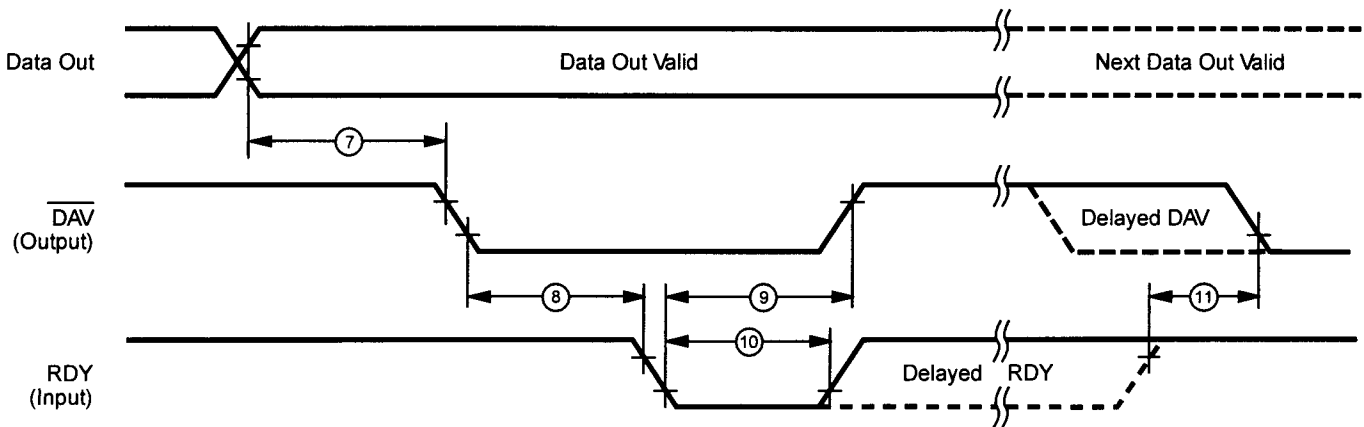 Data Out
Data Out Valid
Next Data Out Valid
7
DAV
(Output)
Delayed DAV
8
9
11
10
RDY
(Input)
Delayed RDY